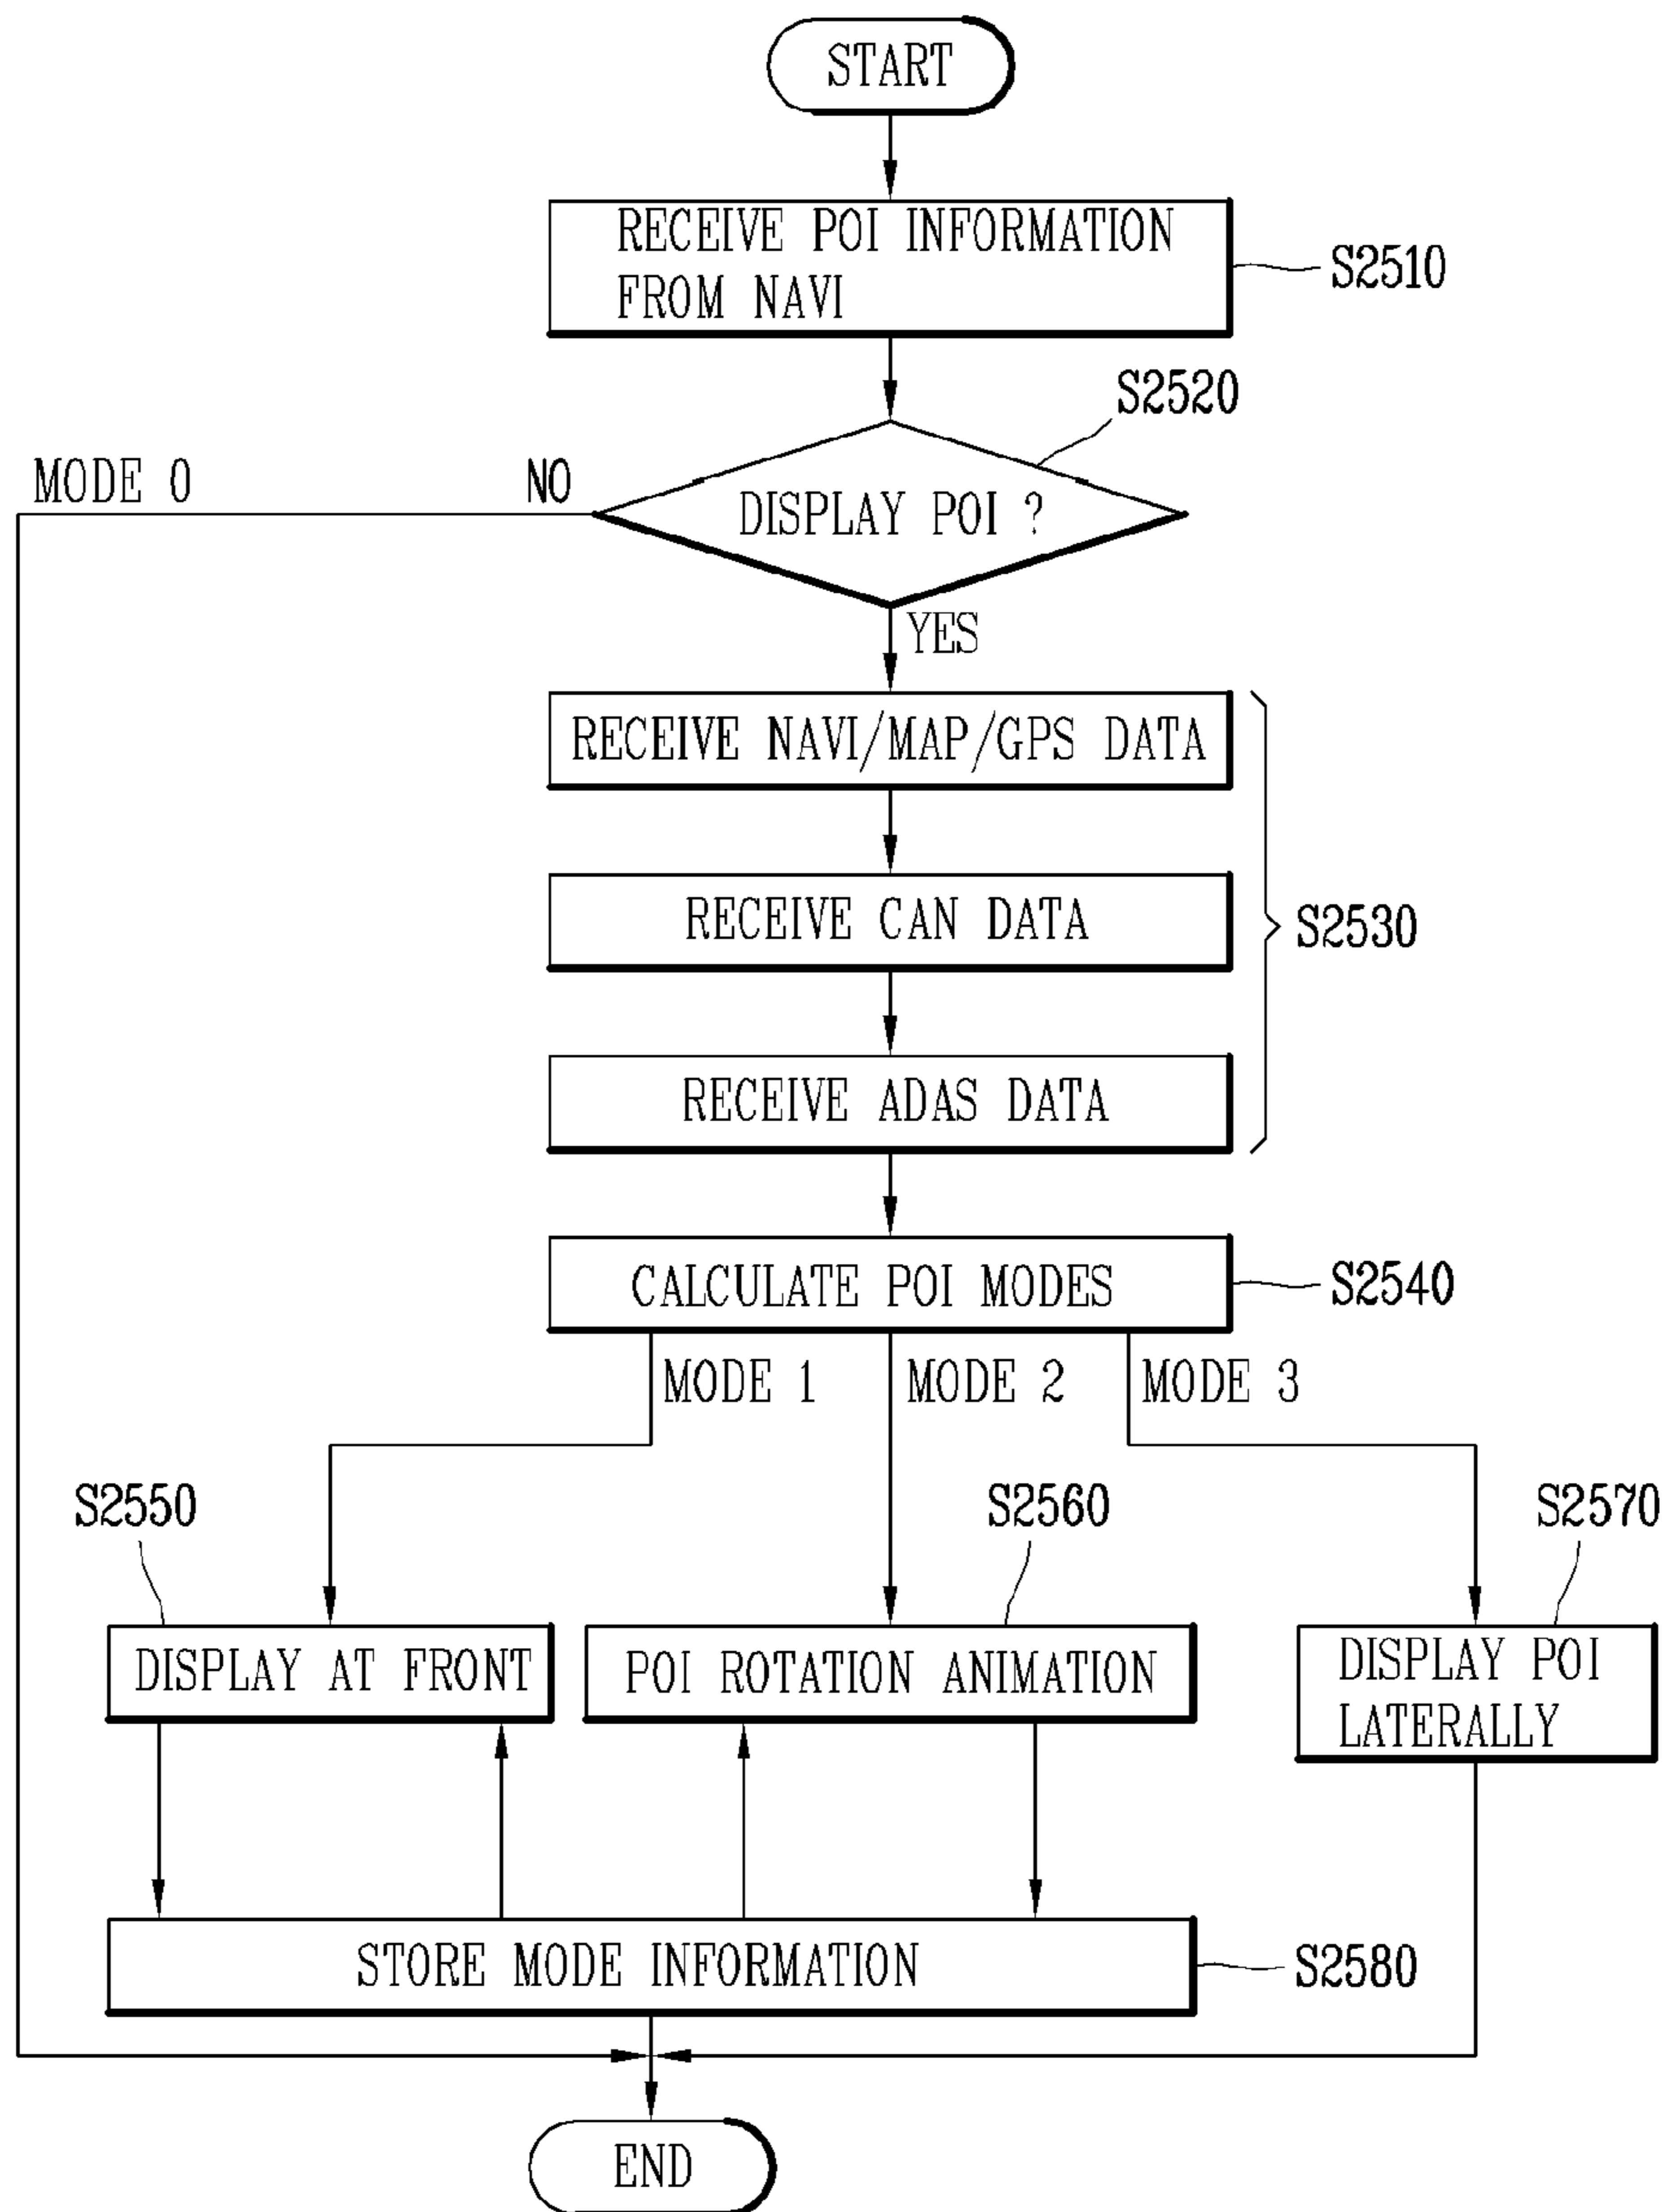 START
RECEIVE POI INFORMATION
FROM NAVI
S2510
S2520
MODE 0
NO
DISPLAY POI ?
YES
RECEIVE NAVI/MAP/GPS DATA
RECEIVE CAN DATA
S2530
RECEIVE ADAS DATA
CALCULATE POI MODES
S2540
MODE 1
MODE 2
MODE 3
S2550
S2560
S2570
DISPLAY AT FRONT
POI ROTATION ANIMATION
DISPLAY POI
LATERALLY
STORE MODE INFORMATION
S2580
END